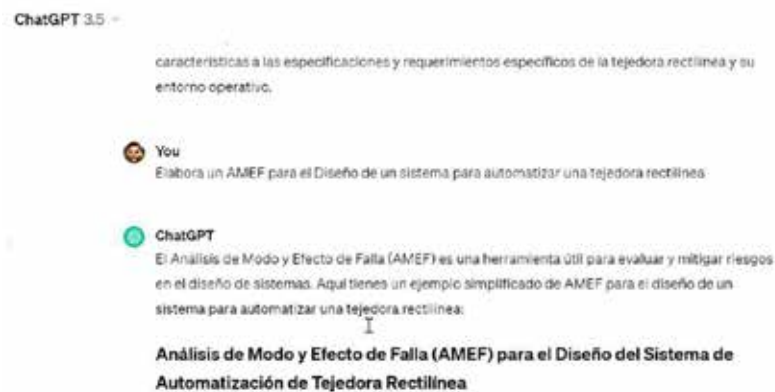 ChatGPT 3.5
características a las especificaciones y requerimientos específicos de la tejedora rectilínea y su
entorno operativo.
You
Elabora un AMEF para el Diseño de un sistema para automatizar una tejedora rectilínea
ChatGPT
El Análisis de Modo y Efecto de Falla (AMEF) es una herramienta útil para evaluar y mitigar riesgos
en el diseño de sistemas. Aquí tienes un ejemplo simplificado de AMEF para el diseño de un
sistema para automatizar una tejedora rectilínea:
Análisis de Modo y Efecto de Falla (AMEF) para el Diseño del Sistema de
Automatización de Tejedora Rectilínea